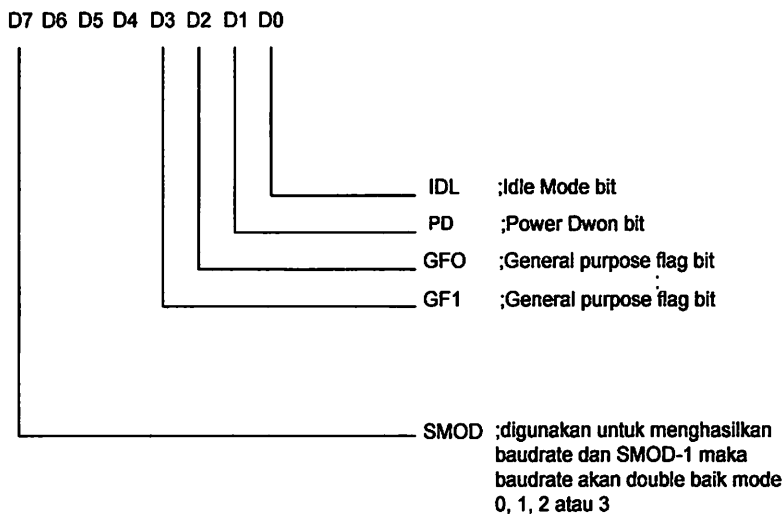 D7 D6 D5 D4 D3 D2 D1 D0
IDL ;Idle Mode bit
PD ;Power Dwon bit
GFO ;General purpose flag bit
GF1 ;General purpose flag bit
SMOD ;digunakan untuk menghasilkan
baudrate dan SMOD-1 maka
baudrate akan double baik mode
0, 1, 2 atau 3